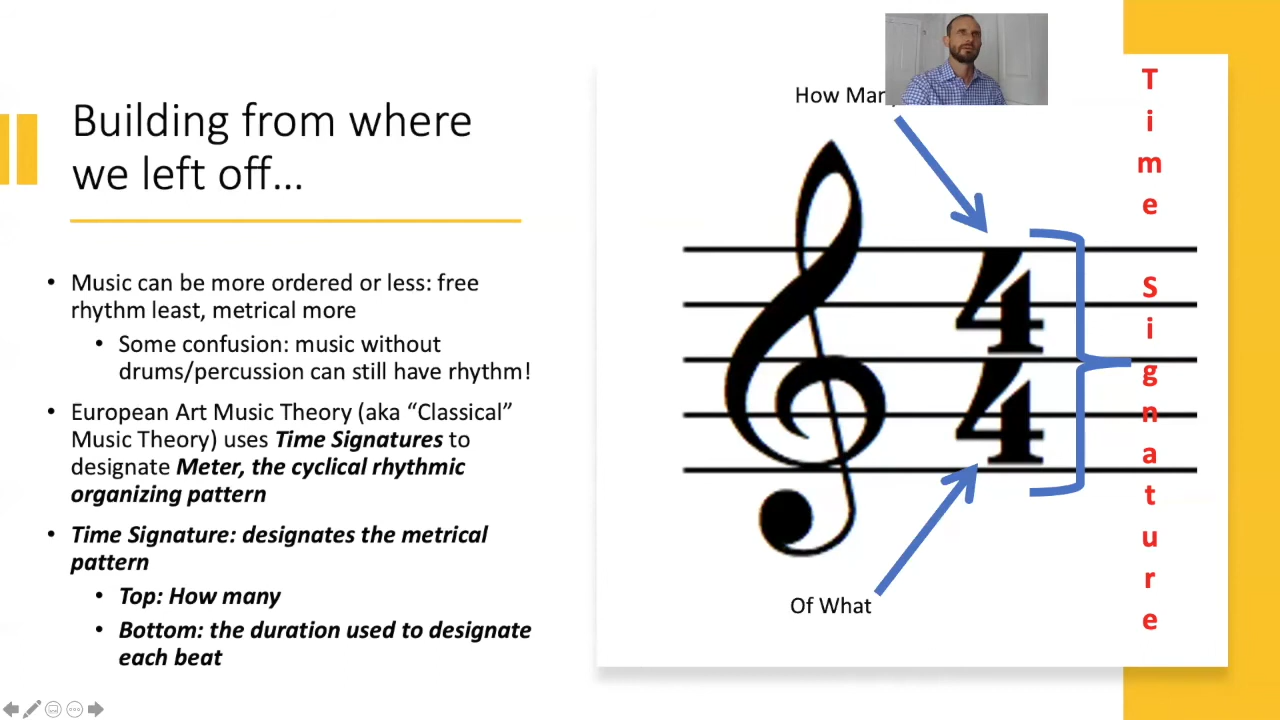 Building from where
we left off...
• Music can be more ordered or less: free
rhythm least, metrical more
• Some confusion: music without
drums/percussion can still have rhythm!
• European Art Music Theory (aka “Classical”
Music Theory) uses Time Signatures to
designate Meter, the cyclical rhythmic
organizing pattern
• Time Signature: designates the metrical
pattern
• Top: How many
• Bottom: the duration used to designate
each beat
How Many
4
4
Of What
Time Signature